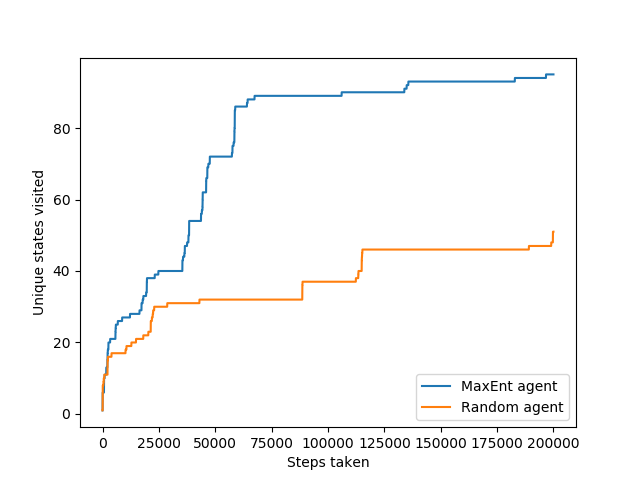 Unique states visited
80
60
40
20
0
MaxEnt agent
Random agent
0 25000 50000 75000 100000 125000 150000 175000 200000
Steps taken